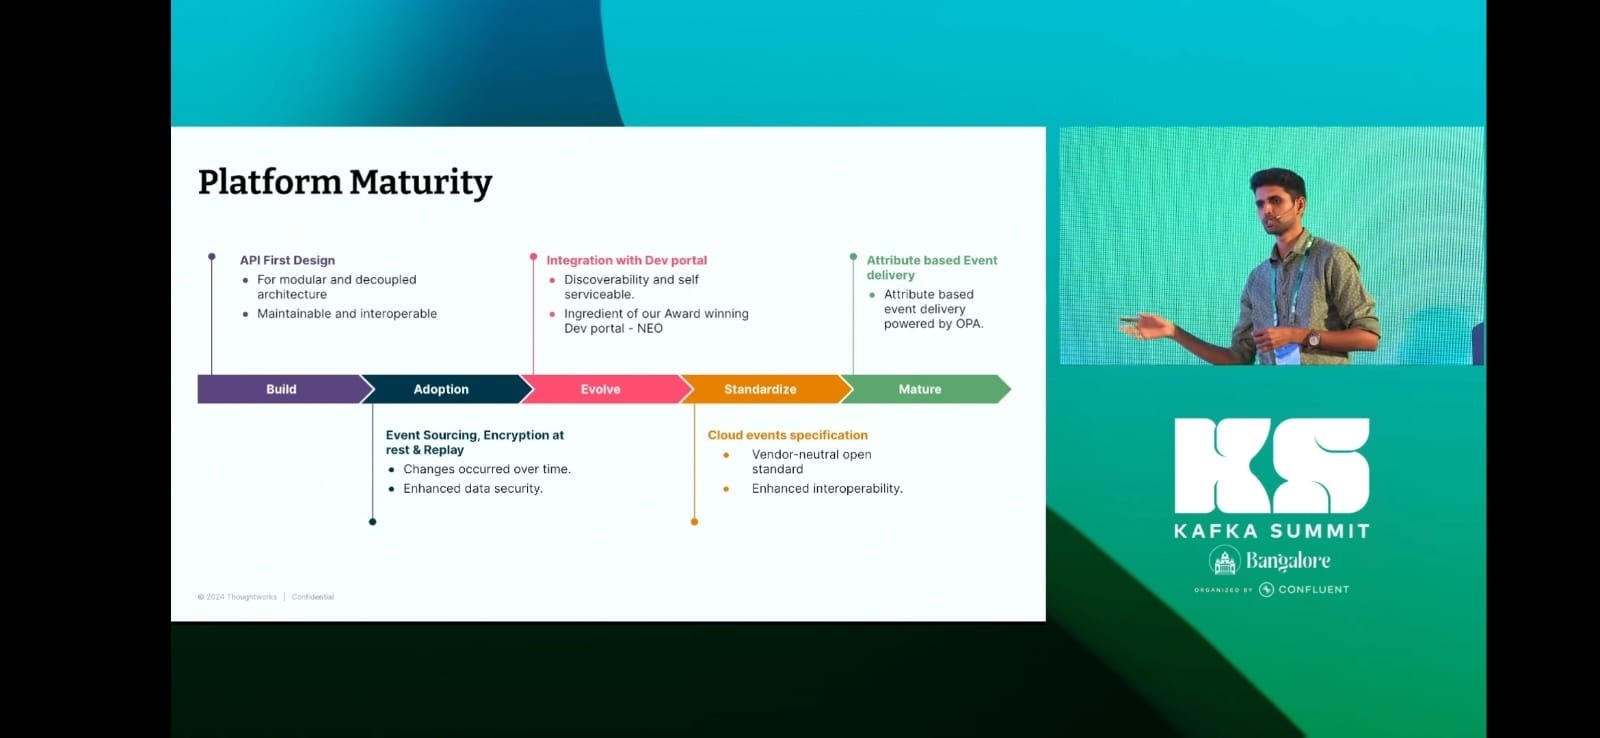 Platform Maturity
API First Design
For modular and decoupled
architecture
Maintainable and interoperable
Integration with Dev portal
Discoverability and self
serviceable.
Ingredient of our Award winning
Dev portal - NEO
Attribute based Event
delivery
Attribute based
event delivery
powered by OPA.
Build
Adoption
Evolve
Standardize
Mature
Event Sourcing, Encryption at
rest & Replay
Changes occurred over time.
Enhanced data security.
Cloud events specification
Vendor-neutral open
standard
Enhanced interoperability.
© 2024 Thoughtworks | Confidential
KS
KAFKA SUMMIT
Bangalore
ORGANIZED BY CONFLUENT